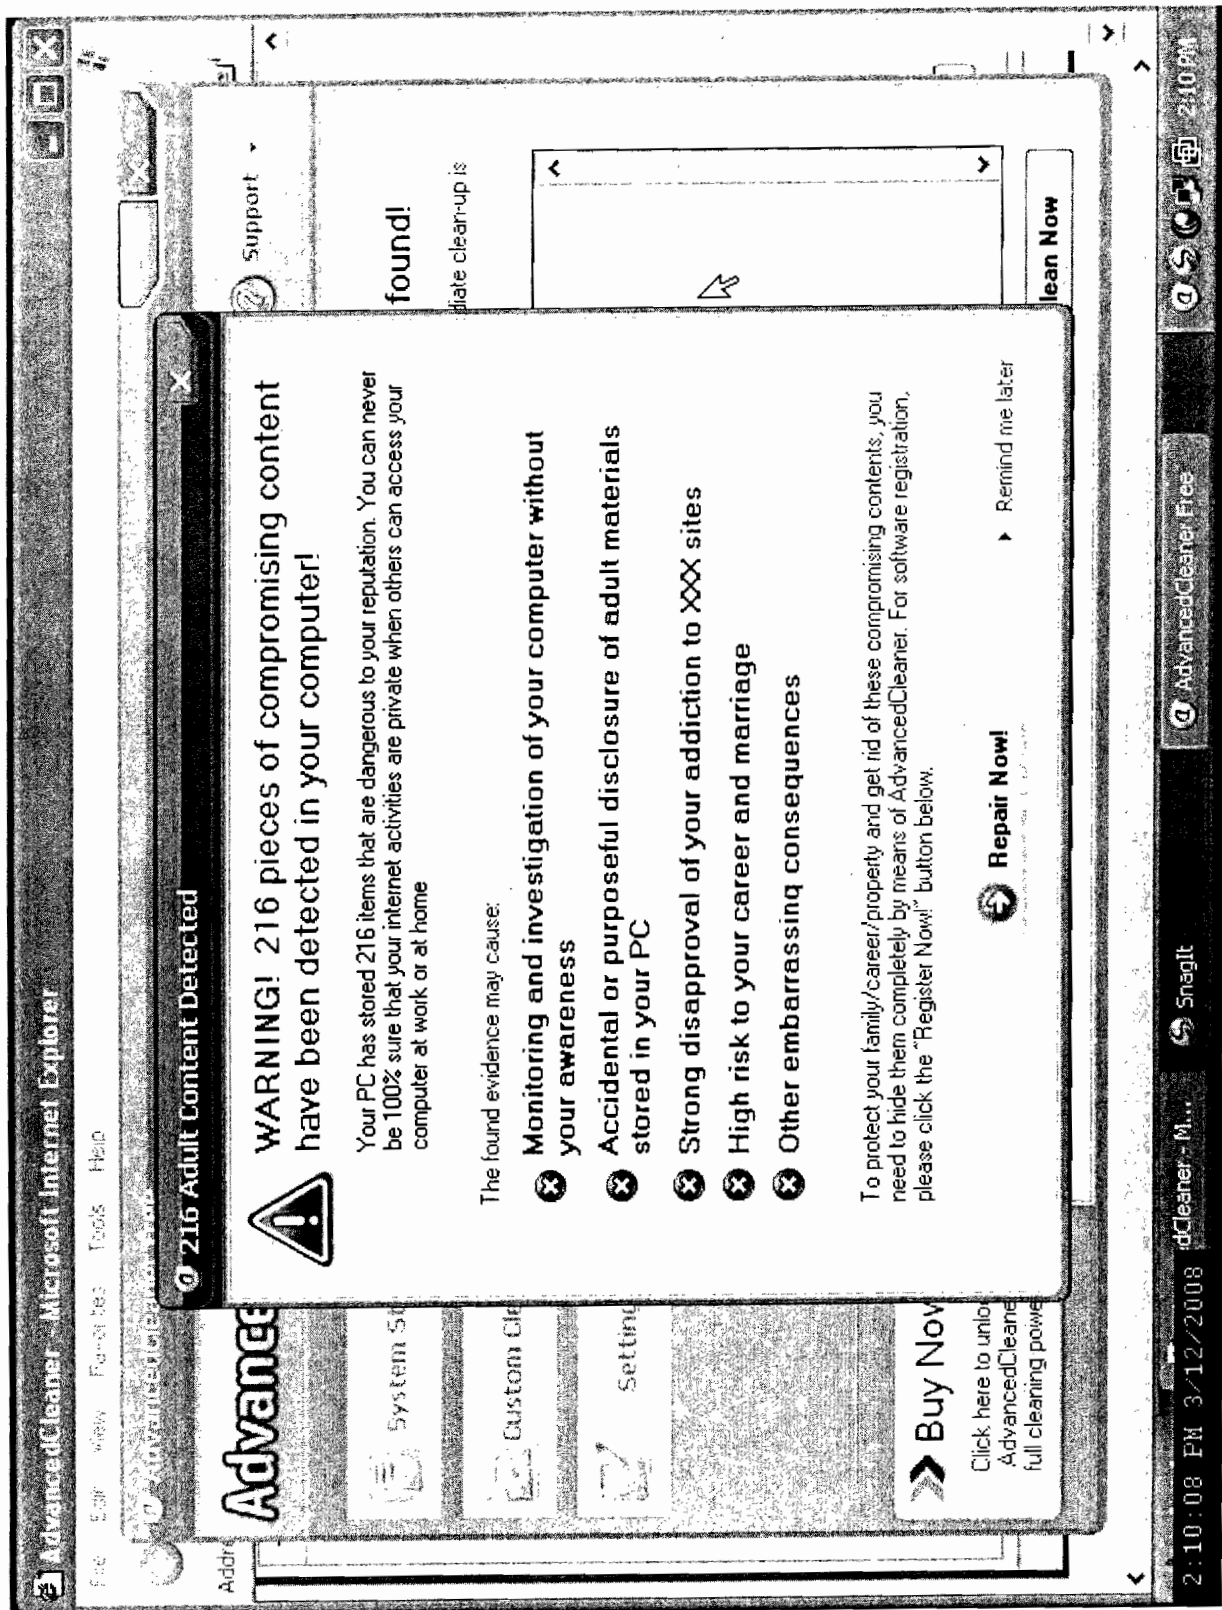 AdvancedCleaner - Microsoft Internet Explorer
File Edit View Favorites Tools Help
Addre
Advance
Support
System St
Custom Cle
Setting
found!
diate clean-up is
lean Now
Buy Now
Click here to unlo
AdvancedCleane
full cleaning powe
216 Adult Content Detected
WARNING! 216 pieces of compromising content
have been detected in your computer!
Your PC has stored 216 items that are dangerous to your reputation. You can never
be 100% sure that your internet activities are private when others can access your
computer at work or at home
The found evidence may cause:
Monitoring and investigation of your computer without
your awareness
Accidental or purposeful disclosure of adult materials
stored in your PC
Strong disapproval of your addiction to XXX sites
High risk to your career and marriage
Other embarrassing consequences
To protect your family/career/property and get rid of these compromising contents, you
need to hide them completely by means of AdvancedCleaner. For software registration,
please click the "Register Now!" button below.
Repair Now!
Remind me later
2:10:08 PM 3/12/2008
dCleaner - M...
SnagIt
AdvancedCleaner Free
2:10 PM